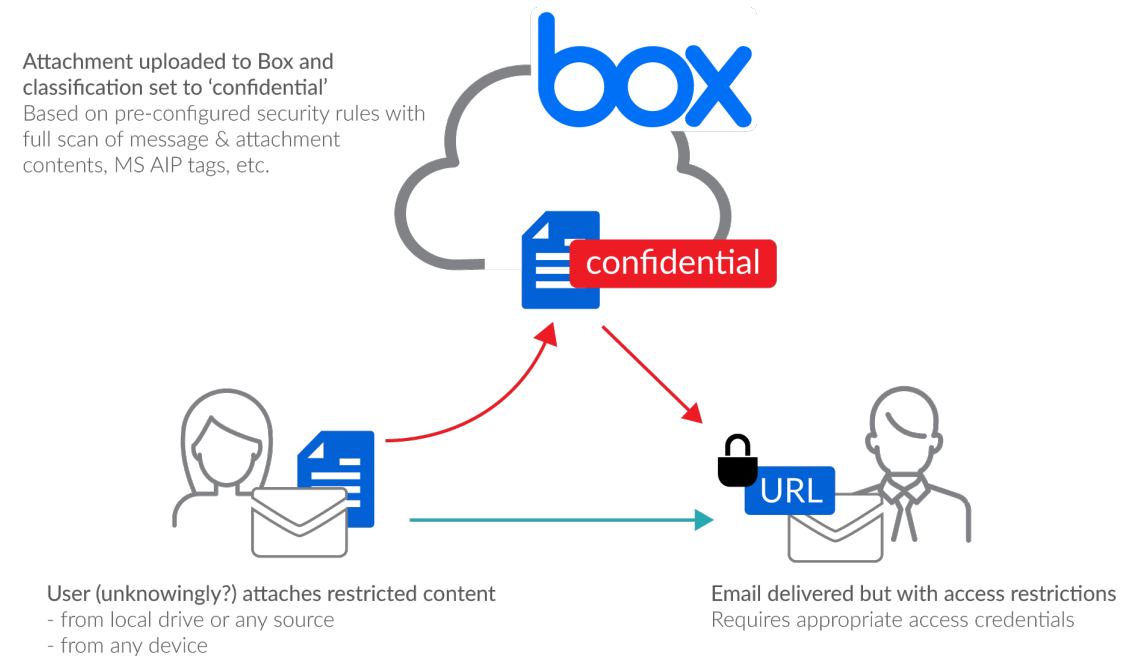 box
Attachment uploaded to Box and
classification set to ‘confidential’
Based on pre-configured security rules with
full scan of message & attachment
contents, MS AIP tags, etc.
confidential
URL
User (unknowingly?) attaches restricted content
- from local drive or any source
- from any device
Email delivered but with access restrictions
Requires appropriate access credentials